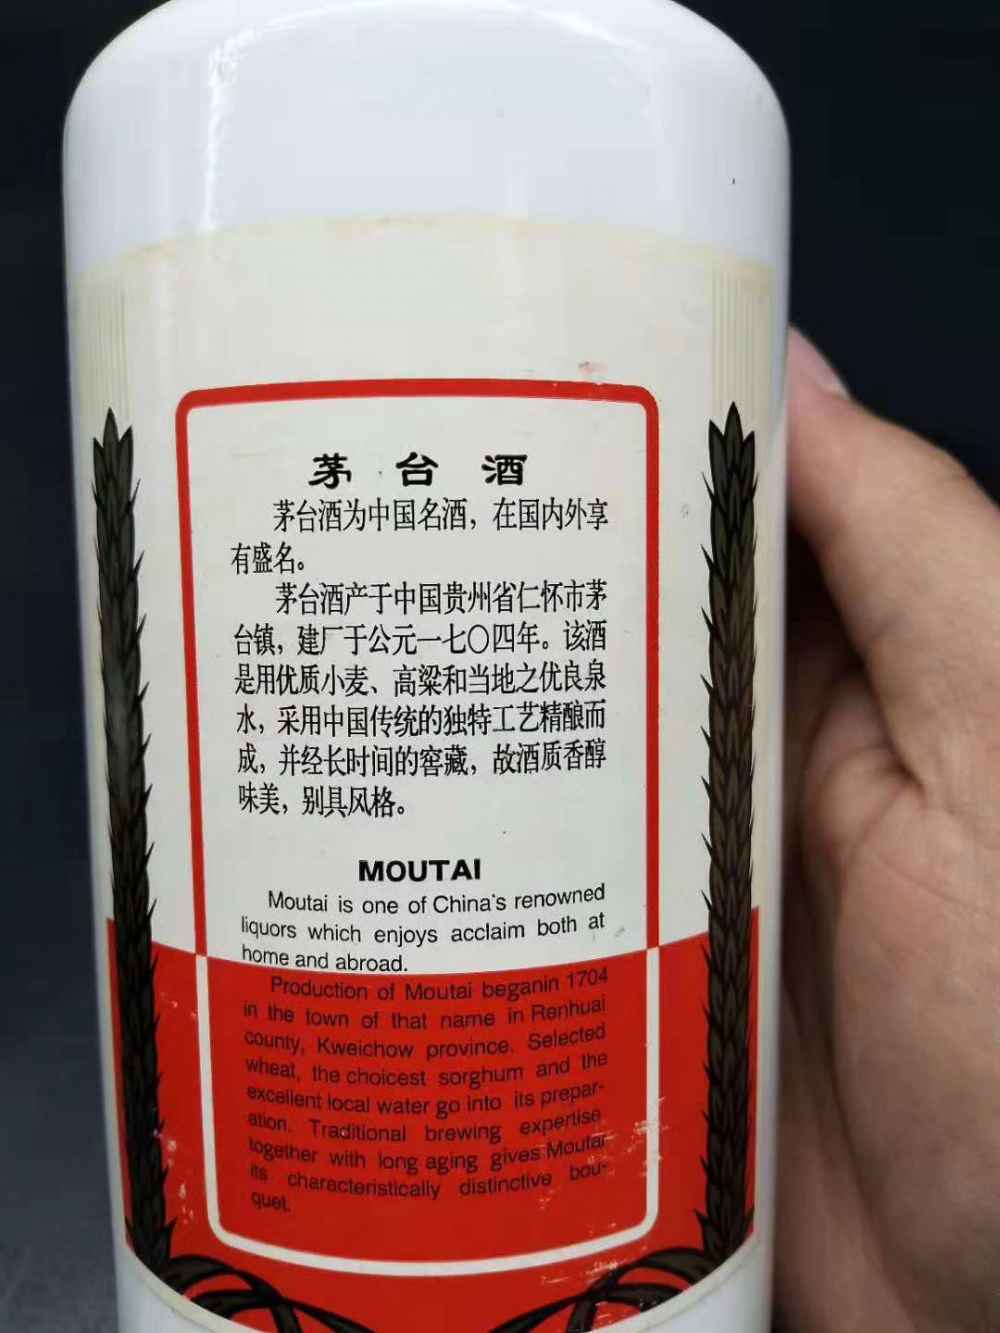 茅台酒
茅台酒为中国名酒，在国内外享
有盛名。
茅台酒产于中国贵州省仁怀市茅
台镇，建厂于公元一七〇四年。该酒
是用优质小麦、高粱和当地之优良泉
水，采用中国传统的独特工艺精酿而
成，并经长时间的窖藏，故酒质香醇
味美，别具风格。
MOUTAI
Moutai is one of China's renowned
liquors which enjoys acclaim both at
home and abroad.
Production of Moutai beganin 1704
in the town of that name in Renhuai
county, Kweichow province. Selected
wheat, the choicest sorghum and the
excellent local water go into its prepar-
ation. Traditional brewing expertise
together with long aging gives Moutai
its characteristically distinctive bou-
quet.